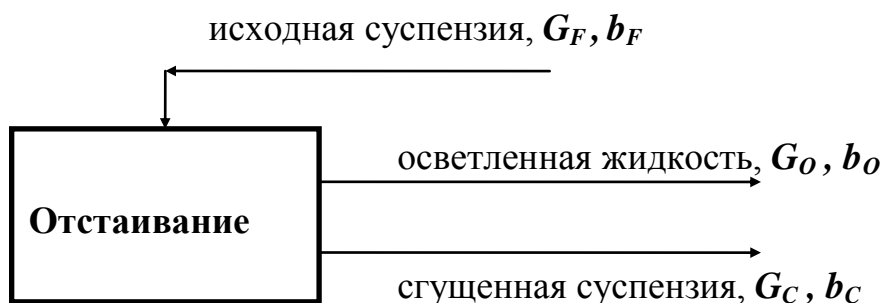 исходная суспензия, G_F, b_F
осветленная жидкость, G_O, b_O
Отстаивание
сгущенная суспензия, G_C, b_C